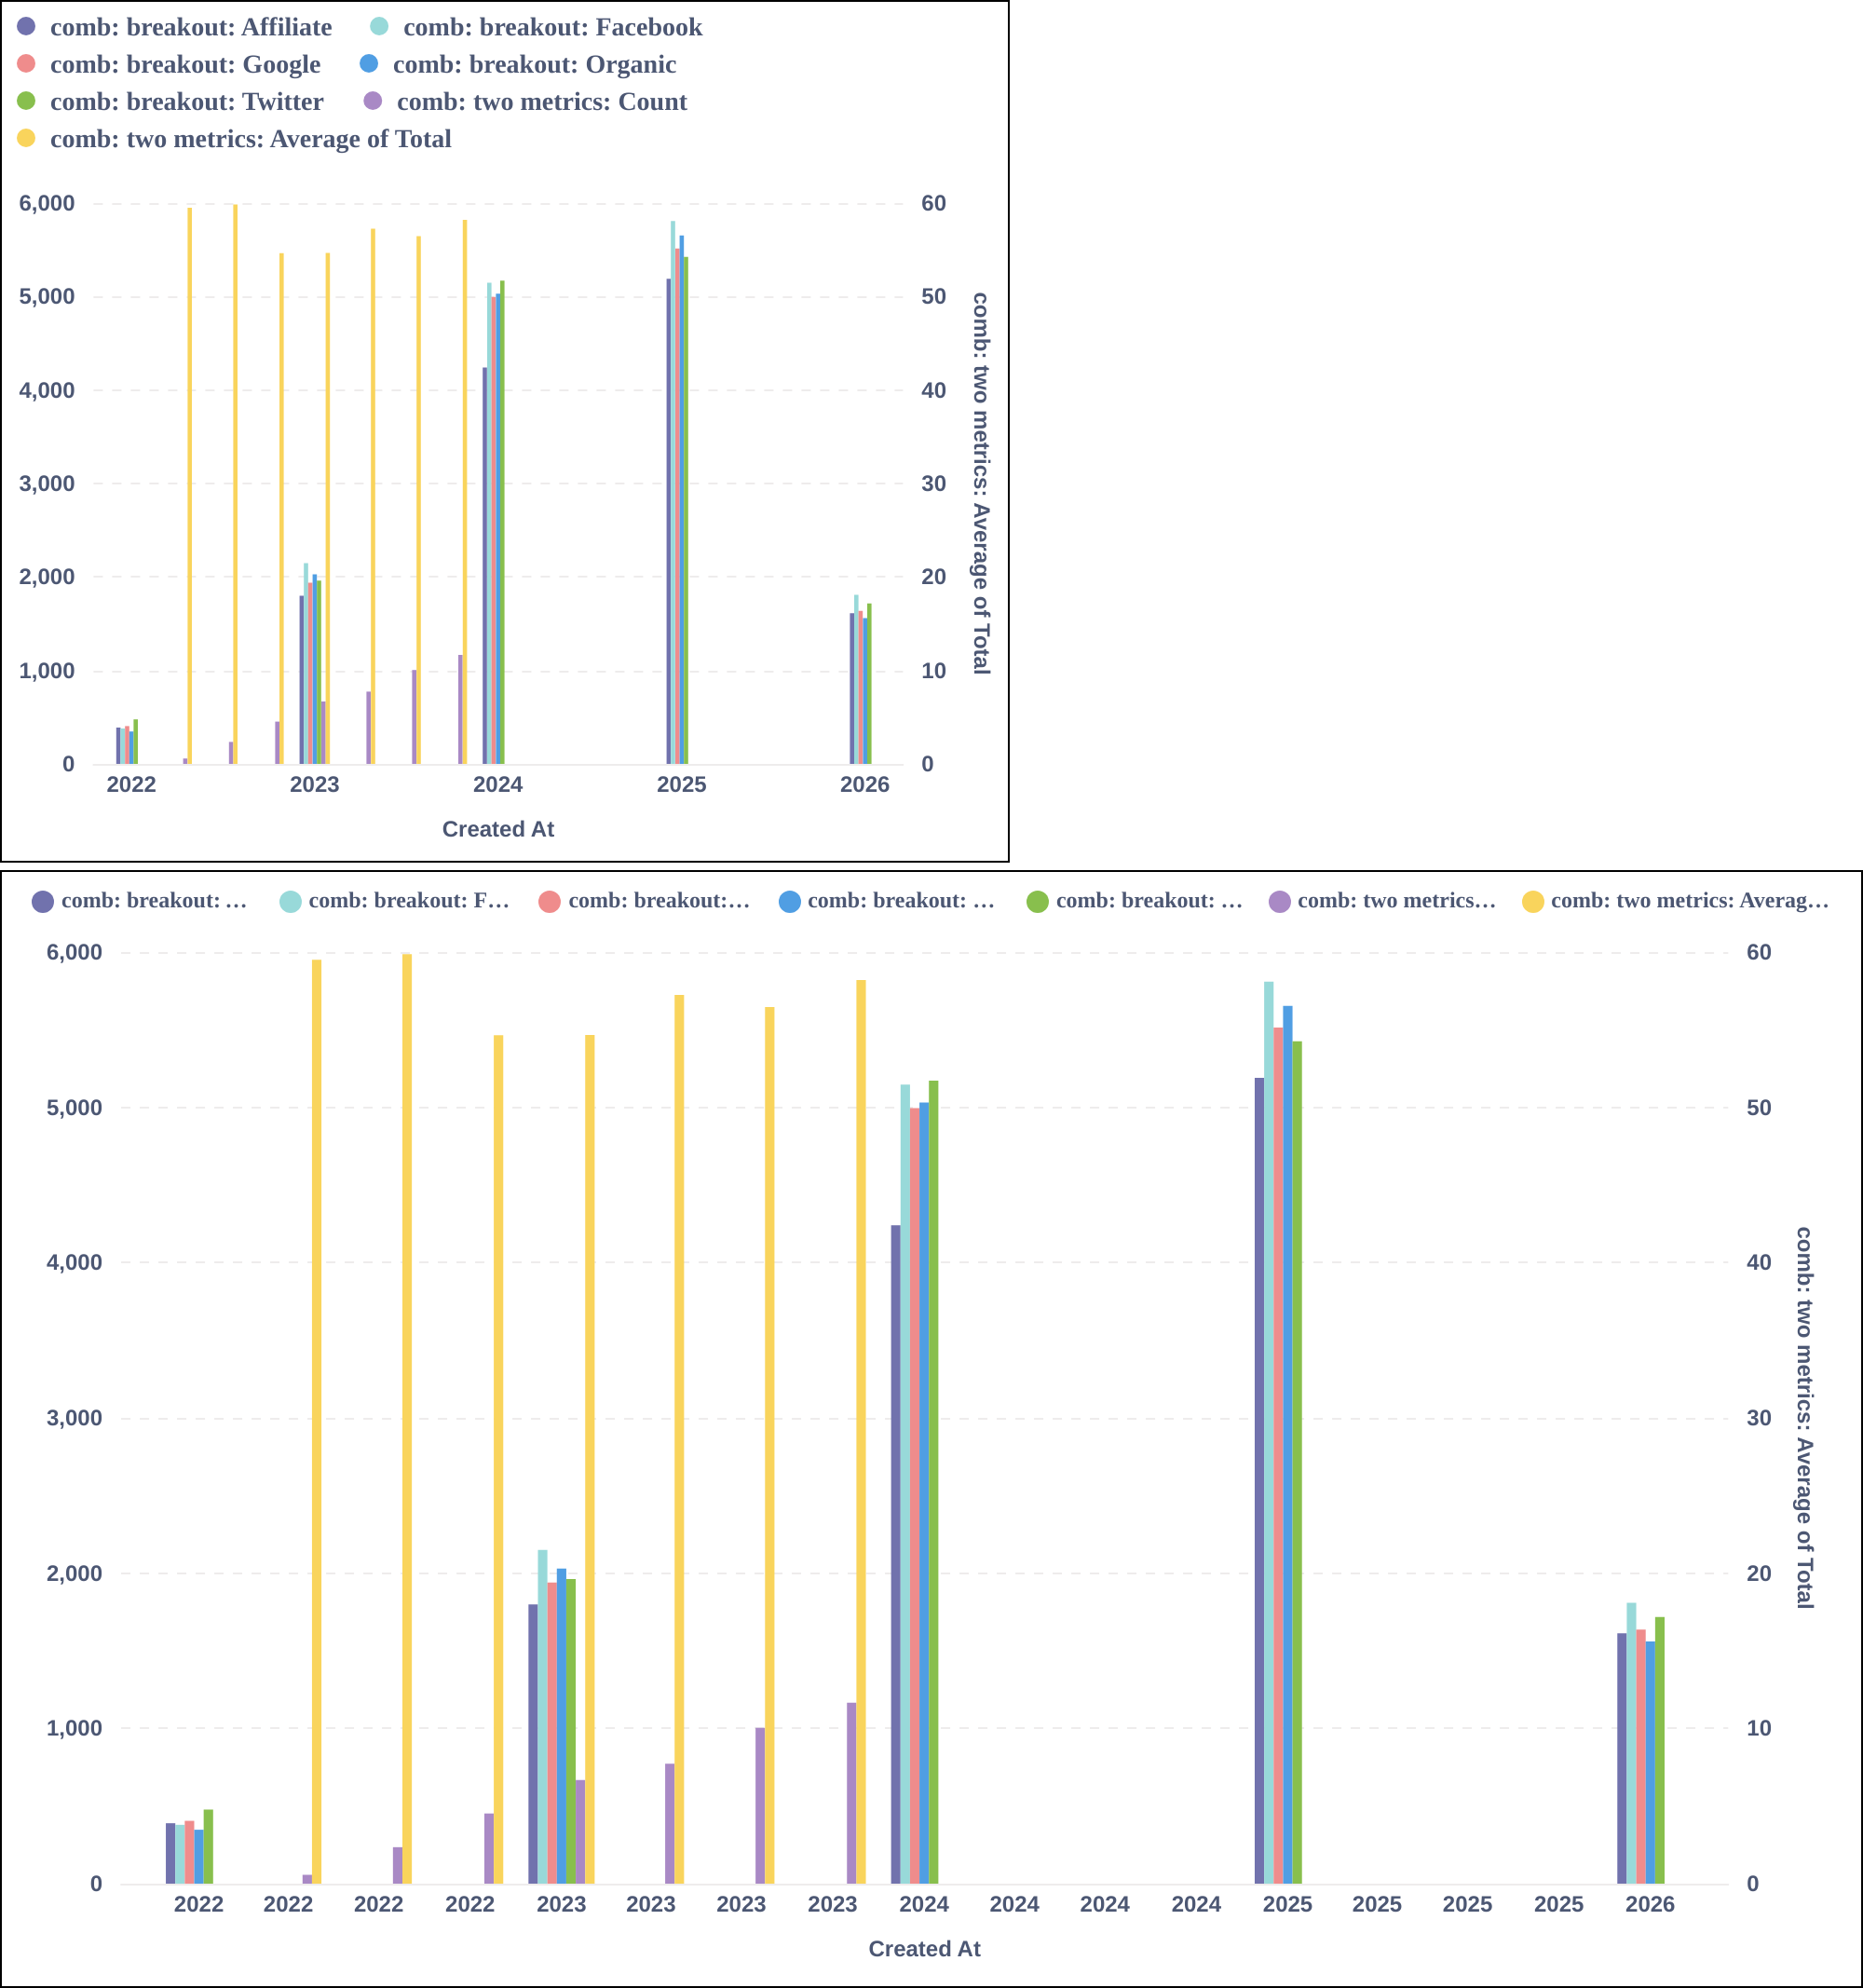 comb: breakout: Affiliate comb: breakout: Facebook
comb: breakout: Google comb: breakout: Organic
comb: breakout: Twitter comb: two metrics: Count
comb: two metrics: Average of Total
6,000 60
5,000 50
4,000 40
3,000 30
2,000 20
1,000 10
0 0
comb: two metrics: Average of Total
2022 2023 2024 2025 2026
Created At
comb: breakout: … comb: breakout: F… comb: breakout:… comb: breakout: … comb: breakout: … comb: two metrics… comb: two metrics: Averag…
6,000 60
5,000 50
4,000 40
3,000 30
2,000 20
1,000 10
0 0
comb: two metrics: Average of Total
2022 2022 2022 2022 2023 2023 2023 2023 2024 2024 2024 2024 2025 2025 2025 2025 2026
Created At